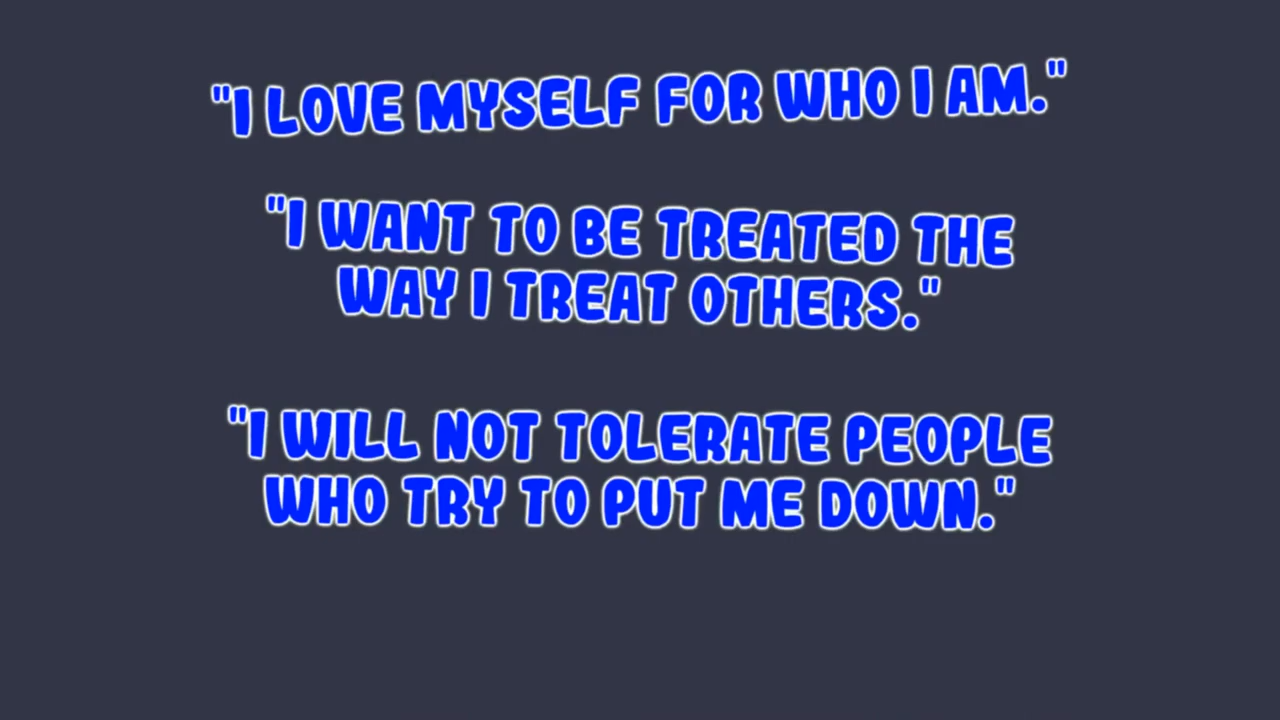 "I LOVE MYSELF FOR WHO I AM."
"I WANT TO BE TREATED THE
WAY I TREAT OTHERS."
"I WILL NOT TOLERATE PEOPLE
WHO TRY TO PUT ME DOWN."